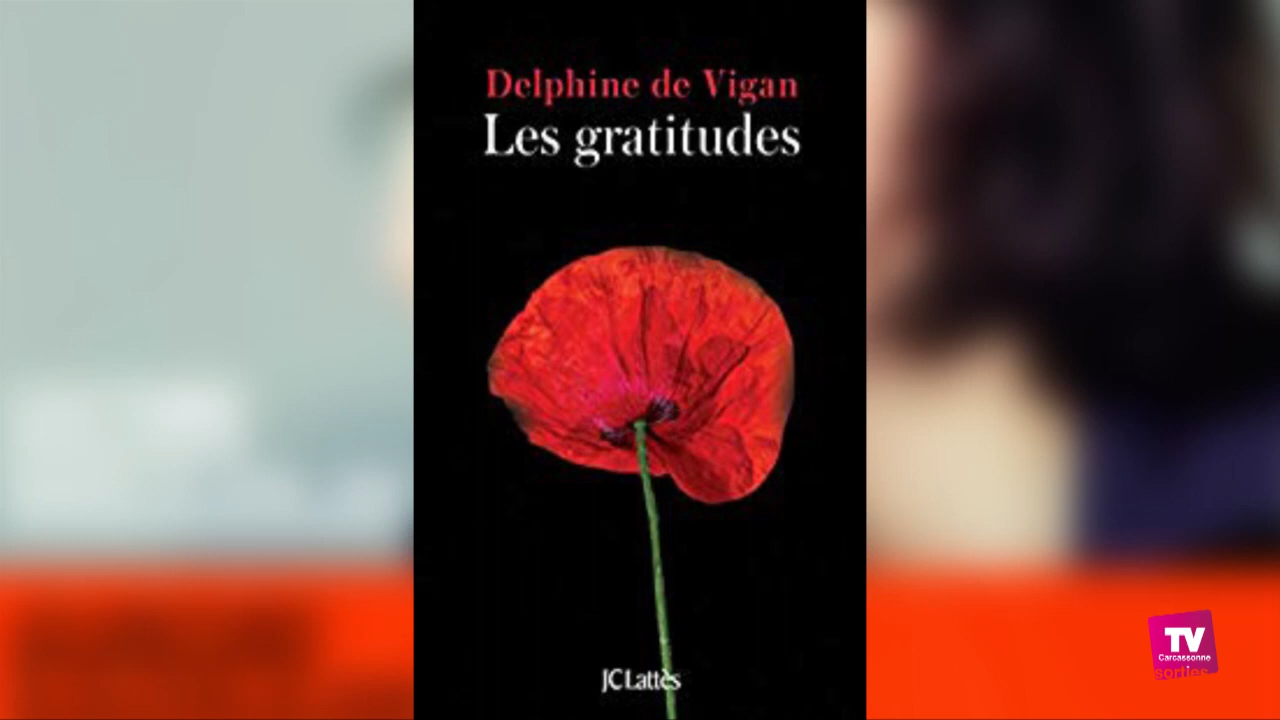 Delphine de Vigan
Les gratitudes
JC Lattès
TV
Carcassonne
sorties